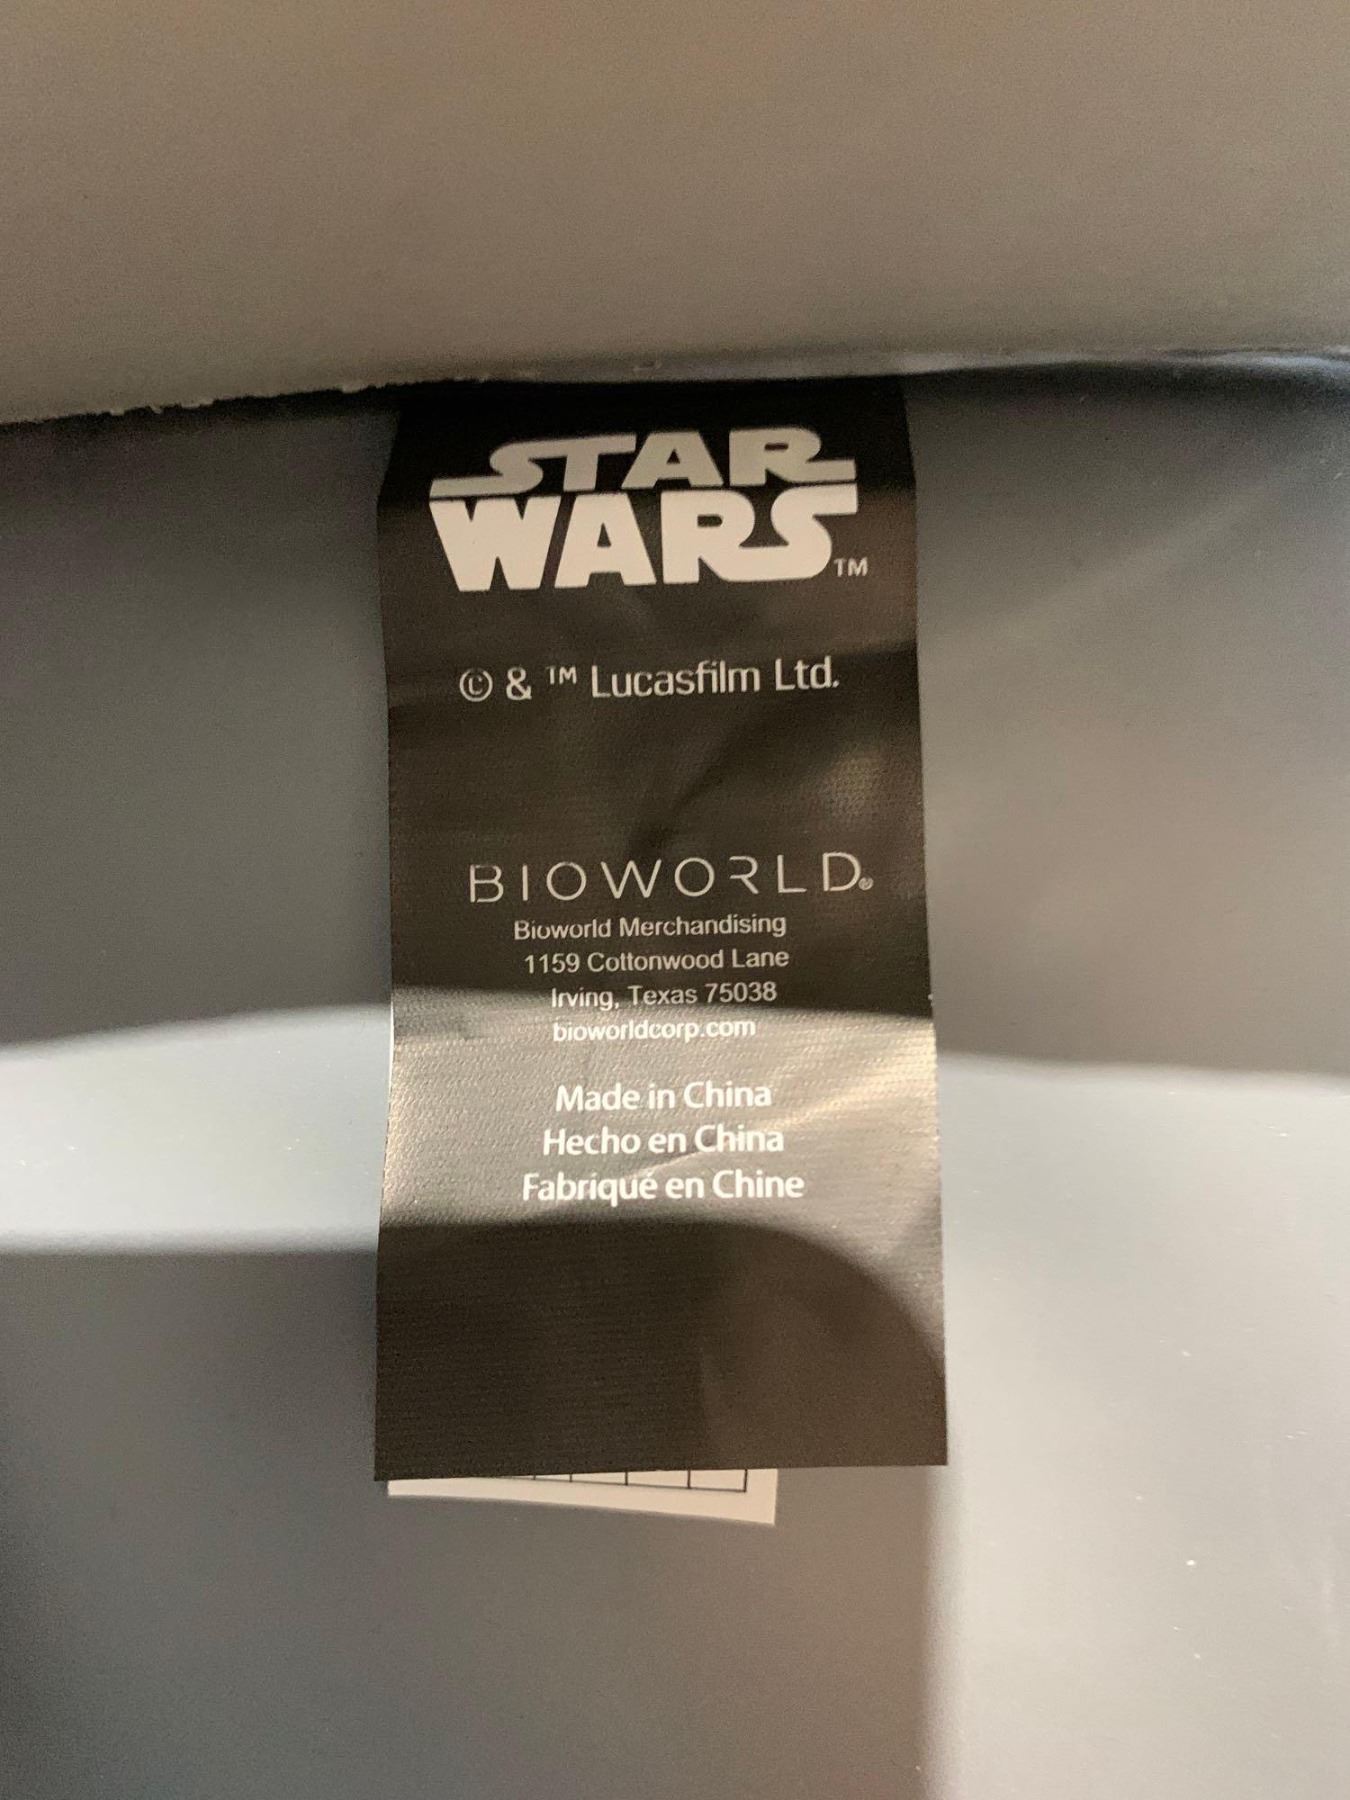 STAR
WARS™
© & ™ Lucasfilm Ltd.
BIOWORLD®
Bioworld Merchandising
1159 Cottonwood Lane
Irving, Texas 75038
bioworldcorp.com
Made in China
Hecho en China
Fabriqué en Chine